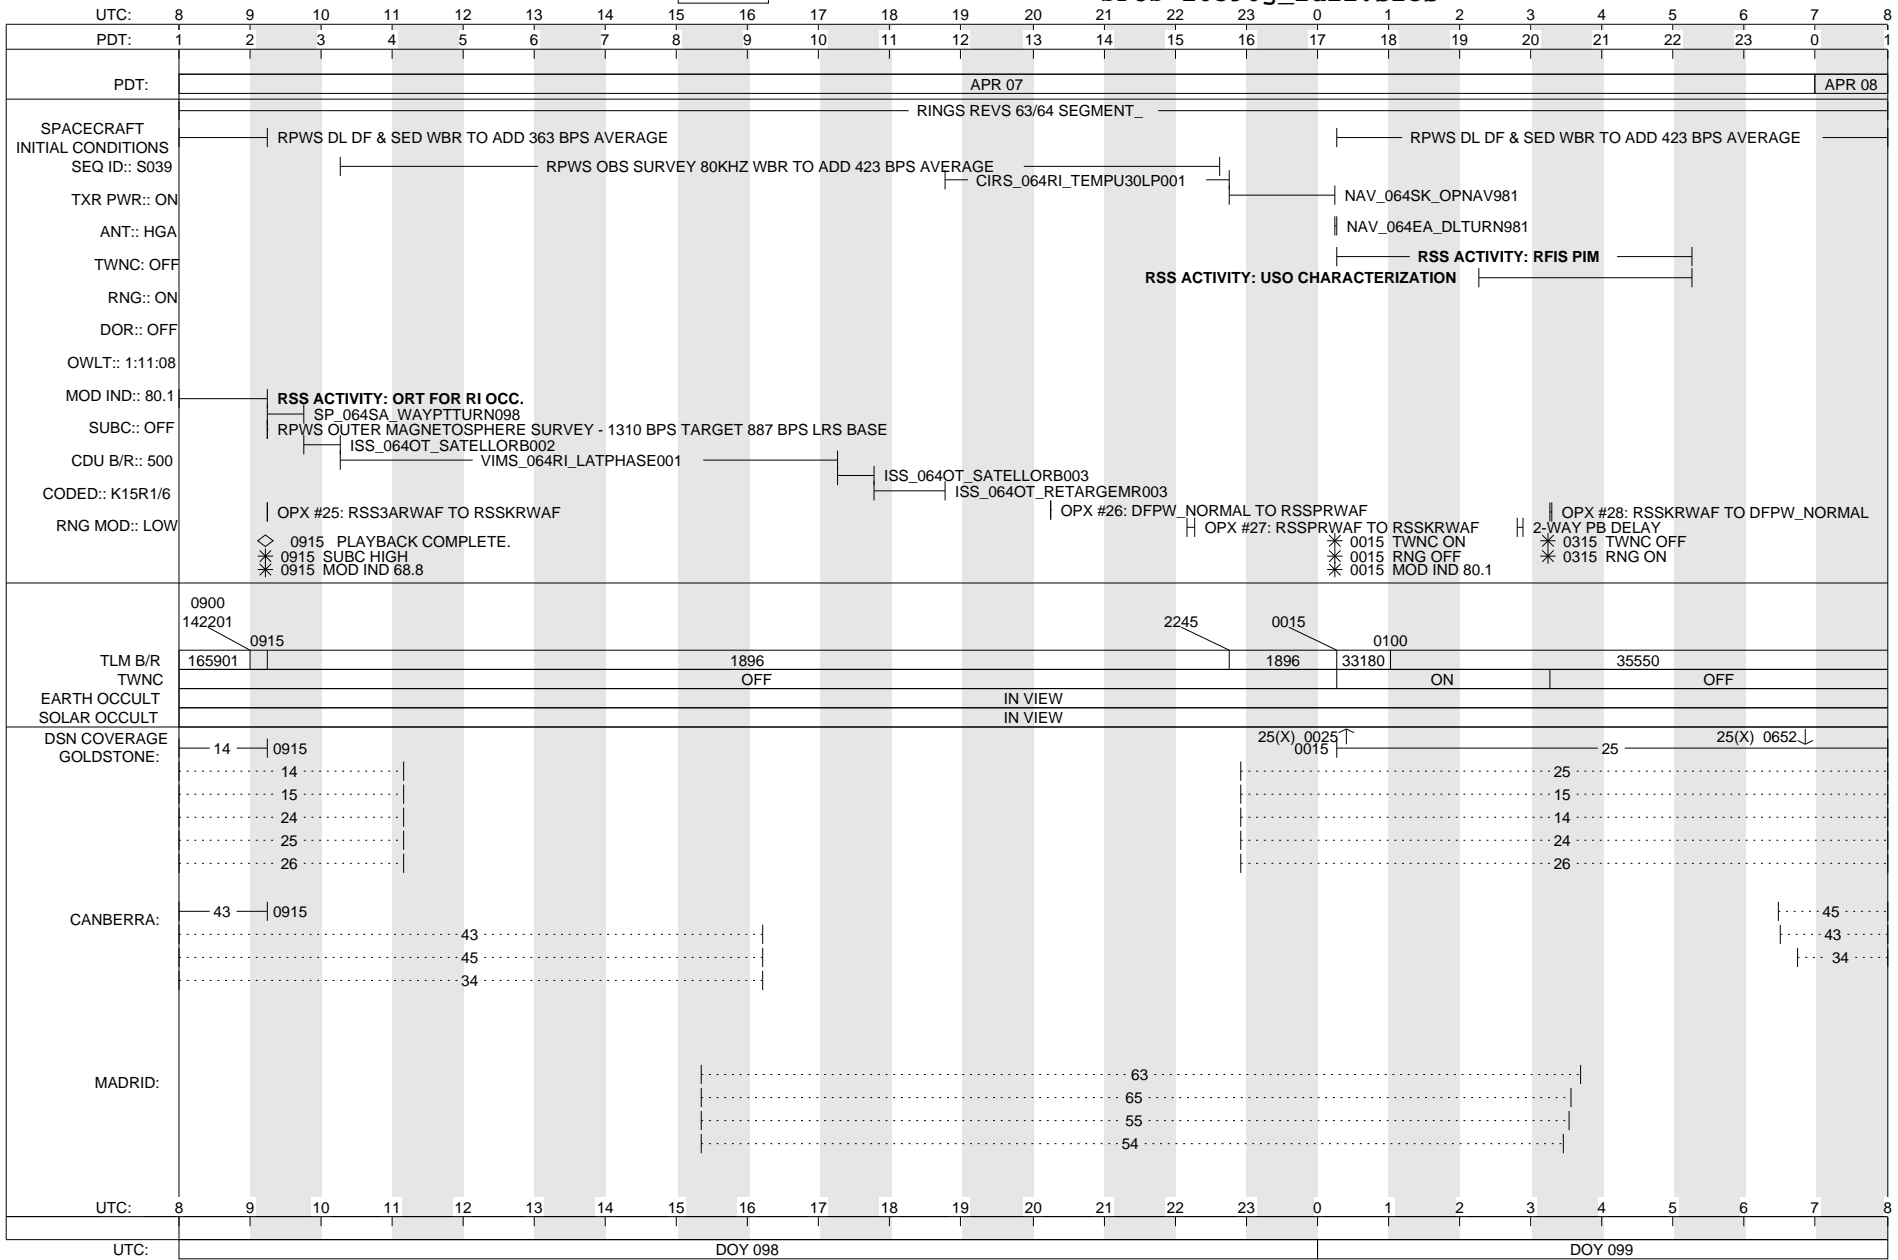 UTC: 8 9 10 11 12 13 14 15 16 17 18 19 20 21 22 23 0 1 2 3 4 5 6 7 8
PDT: 1 2 3 4 5 6 7 8 9 10 11 12 13 14 15 16 17 18 19 20 21 22 23 0 1
PDT: APR 07 APR 08
RINGS REVS 63/64 SEGMENT_
SPACECRAFT
INITIAL CONDITIONS
RPWS DL DF & SED WBR TO ADD 363 BPS AVERAGE
RPWS DL DF & SED WBR TO ADD 423 BPS AVERAGE
SEQ ID:: S039
RPWS OBS SURVEY 80KHZ WBR TO ADD 423 BPS AVERAGE
CIRS_064RI_TEMPU30LP001
TXR PWR:: ON
NAV_064SK_OPNAV981
ANT:: HGA
NAV_064EA_DLTURN981
TWNC: OFF
RSS ACTIVITY: RFIS PIM
RSS ACTIVITY: USO CHARACTERIZATION
RNG:: ON
DOR:: OFF
OWLT:: 1:11:08
MOD IND:: 80.1
RSS ACTIVITY: ORT FOR RI OCC.
SP_064SA_WAYPTTURN098
SUBC:: OFF
RPWS OUTER MAGNETOSPHERE SURVEY - 1310 BPS TARGET 887 BPS LRS BASE
ISS_064OT_SATELLORB002
CDU B/R:: 500
VIMS_064RI_LATPHASE001
ISS_064OT_SATELLORB003
CODED:: K15R1/6
ISS_064OT_RETARGEMR003
RNG MOD:: LOW
OPX #25: RSS3ARWAF TO RSSKRWAF
OPX #26: DFPW_NORMAL TO RSSPRWAF
OPX #28: RSSKRWAF TO DFPW_NORMAL
OPX #27: RSSPRWAF TO RSSKRWAF
2-WAY PB DELAY
0915 PLAYBACK COMPLETE.
0015 TWNC ON
0315 TWNC OFF
0915 SUBC HIGH
0015 RNG OFF
0315 RNG ON
0915 MOD IND 68.8
0015 MOD IND 80.1
0900
142201
0915
2245
0015
0100
TLM B/R 165901 1896 1896 33180 35550
TWNC OFF ON OFF
EARTH OCCULT IN VIEW
SOLAR OCCULT IN VIEW
DSN COVERAGE
25(X) 0025
25(X) 0652
GOLDSTONE: 14 0915 0015 25
14 25
15 15
24 14
25 24
26 26
CANBERRA: 43 0915 45
43 43
45 34
34
MADRID: 63
65
55
54
UTC: 8 9 10 11 12 13 14 15 16 17 18 19 20 21 22 23 0 1 2 3 4 5 6 7 8
UTC: DOY 098 DOY 099